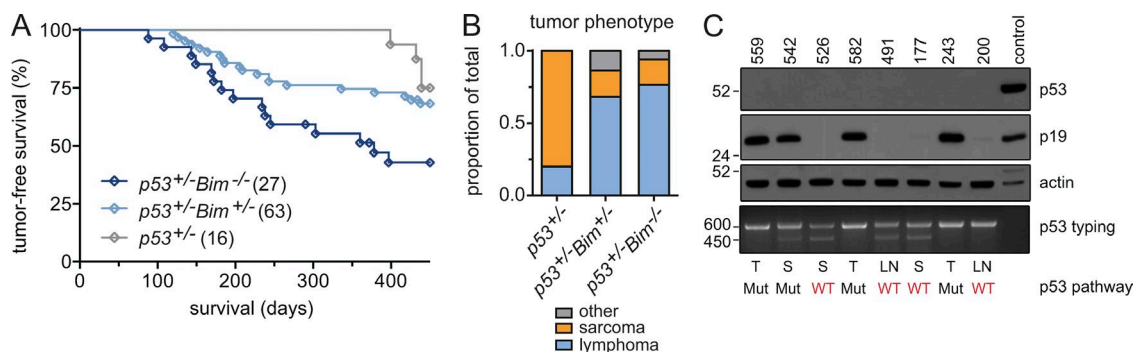 A
tumor-free survival (%)
100
75
50
25
0
0 100 200 300 400
survival (days)
p53+/-Bim-/- (27)
p53+/-Bim+/- (63)
p53+/- (16)
B
tumor phenotype
proportion of total
1.0
0.5
0.0
p53+/-
p53+/-Bim+/-
p53+/-Bim-/-
other
sarcoma
lymphoma
C
559 542 526 582 491 177 243 200 control
52 p53
p19
24
52
actin
600 p53 typing
450
T S S T LN S T LN
Mut Mut WT Mut WT WT Mut WT p53 pathway